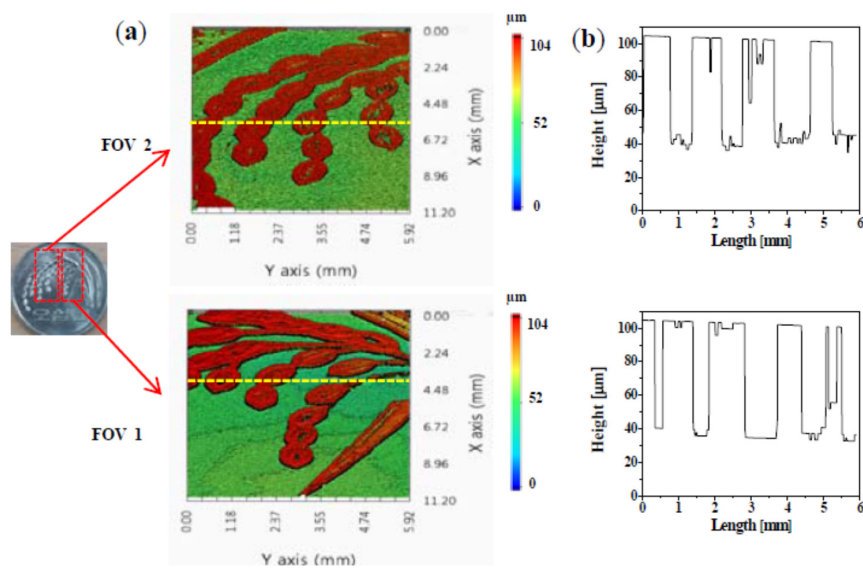 (a)
(b)
FOV 2
FOV 1
µm
104
52
0
0.00
2.24
4.48
6.72
8.96
11.20
X axis (mm)
0.00
1.18
2.37
3.55
4.74
5.92
Y axis (mm)
Height [µm]
100
80
60
40
20
0
0 1 2 3 4 5 6
Length [mm]
µm
104
52
0
0.00
2.24
4.48
6.72
8.96
11.20
X axis (mm)
0.00
1.18
2.37
3.55
4.74
5.92
Y axis (mm)
Height [µm]
100
80
60
40
20
0
0 1 2 3 4 5 6
Length [mm]